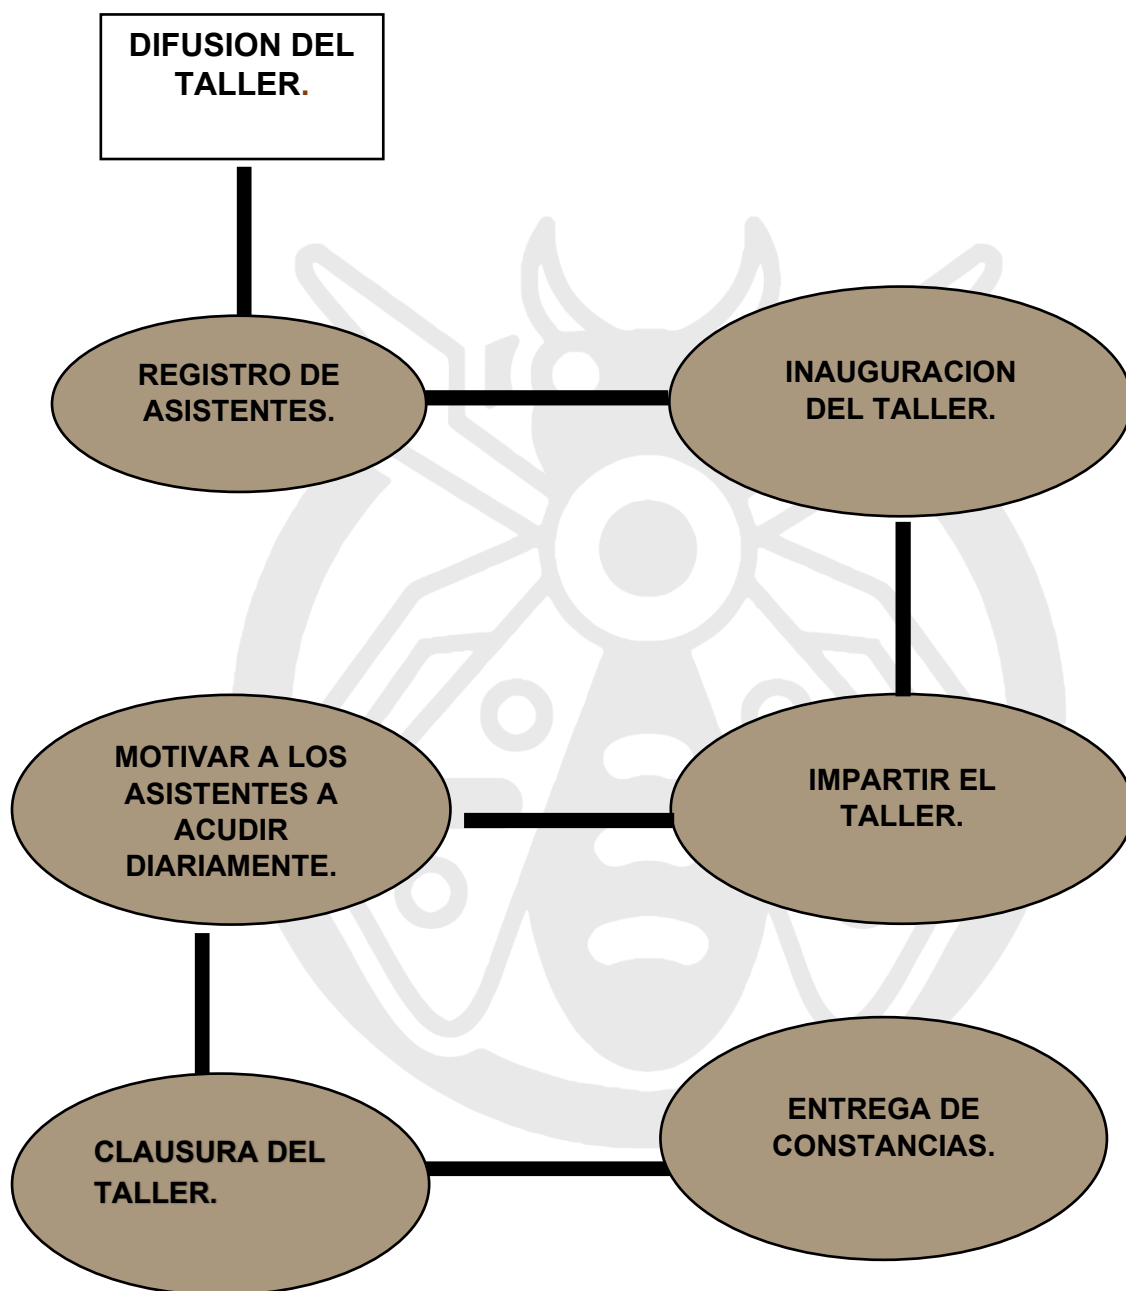 DIFUSION DEL
TALLER.
REGISTRO DE
ASISTENTES.
INAUGURACION
DEL TALLER.
MOTIVAR A LOS
ASISTENTES A
ACUDIR
DIARIAMENTE.
IMPARTIR EL
TALLER.
CLAUSURA DEL
TALLER.
ENTREGA DE
CONSTANCIAS.